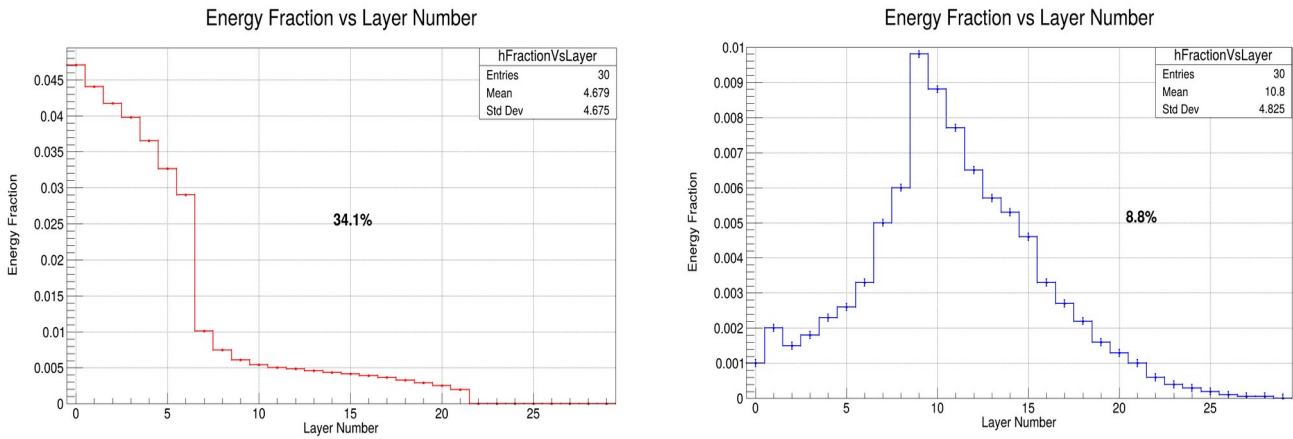 Energy Fraction vs Layer Number
hFractionVsLayer
Entries 30
Mean 4.679
Std Dev 4.675
0.045
0.04
0.035
0.03
0.025
0.02
0.015
0.01
0.005
0
34.1%
Energy Fraction
0 5 10 15 20 25
Layer Number
Energy Fraction vs Layer Number
hFractionVsLayer
Entries 30
Mean 10.8
Std Dev 4.825
0.01
0.009
0.008
0.007
0.006
0.005
0.004
0.003
0.002
0.001
0
8.8%
Energy Fraction
0 5 10 15 20 25
Layer Number